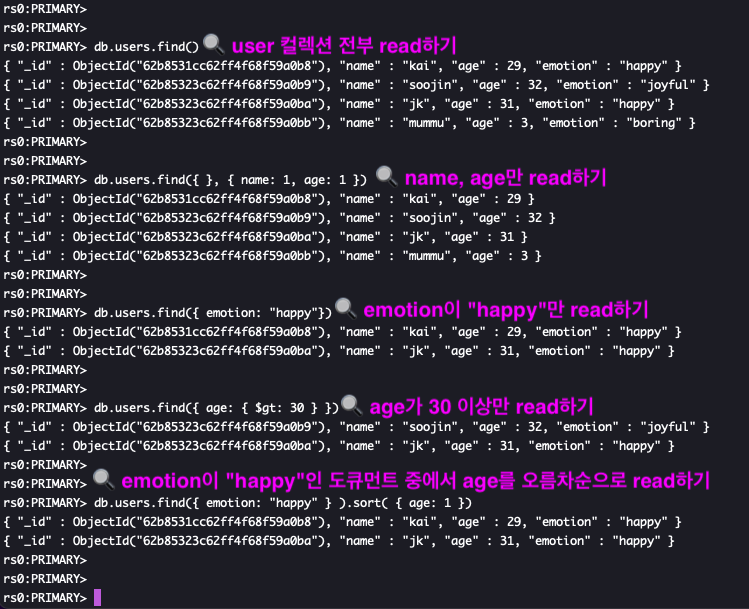 rs0:PRIMARY>
rs0:PRIMARY>
rs0:PRIMARY> db.users.find() user 컬렉션 전부 read하기
{ "_id" : ObjectId("62b8531cc62ff4f68f59a0b8"), "name" : "kai", "age" : 29, "emotion" : "happy" }
{ "_id" : ObjectId("62b85323c62ff4f68f59a0b9"), "name" : "soojin", "age" : 32, "emotion" : "joyful" }
{ "_id" : ObjectId("62b85323c62ff4f68f59a0ba"), "name" : "jk", "age" : 31, "emotion" : "happy" }
{ "_id" : ObjectId("62b85323c62ff4f68f59a0bb"), "name" : "mummu", "age" : 3, "emotion" : "boring" }
rs0:PRIMARY>
rs0:PRIMARY>
rs0:PRIMARY> db.users.find({ }, { name: 1, age: 1 }) name, age만 read하기
{ "_id" : ObjectId("62b8531cc62ff4f68f59a0b8"), "name" : "kai", "age" : 29 }
{ "_id" : ObjectId("62b85323c62ff4f68f59a0b9"), "name" : "soojin", "age" : 32 }
{ "_id" : ObjectId("62b85323c62ff4f68f59a0ba"), "name" : "jk", "age" : 31 }
{ "_id" : ObjectId("62b85323c62ff4f68f59a0bb"), "name" : "mummu", "age" : 3 }
rs0:PRIMARY>
rs0:PRIMARY>
rs0:PRIMARY> db.users.find({ emotion: "happy"}) emotion이 "happy"만 read하기
{ "_id" : ObjectId("62b8531cc62ff4f68f59a0b8"), "name" : "kai", "age" : 29, "emotion" : "happy" }
{ "_id" : ObjectId("62b85323c62ff4f68f59a0ba"), "name" : "jk", "age" : 31, "emotion" : "happy" }
rs0:PRIMARY>
rs0:PRIMARY>
rs0:PRIMARY> db.users.find({ age: { $gt: 30 } }) age가 30 이상만 read하기
{ "_id" : ObjectId("62b85323c62ff4f68f59a0b9"), "name" : "soojin", "age" : 32, "emotion" : "joyful" }
{ "_id" : ObjectId("62b85323c62ff4f68f59a0ba"), "name" : "jk", "age" : 31, "emotion" : "happy" }
rs0:PRIMARY>
rs0:PRIMARY> emotion이 "happy"인 도큐먼트 중에서 age를 오름차순으로 read하기
rs0:PRIMARY> db.users.find({ emotion: "happy" } ).sort( { age: 1 })
{ "_id" : ObjectId("62b8531cc62ff4f68f59a0b8"), "name" : "kai", "age" : 29, "emotion" : "happy" }
{ "_id" : ObjectId("62b85323c62ff4f68f59a0ba"), "name" : "jk", "age" : 31, "emotion" : "happy" }
rs0:PRIMARY>
rs0:PRIMARY>
rs0:PRIMARY>